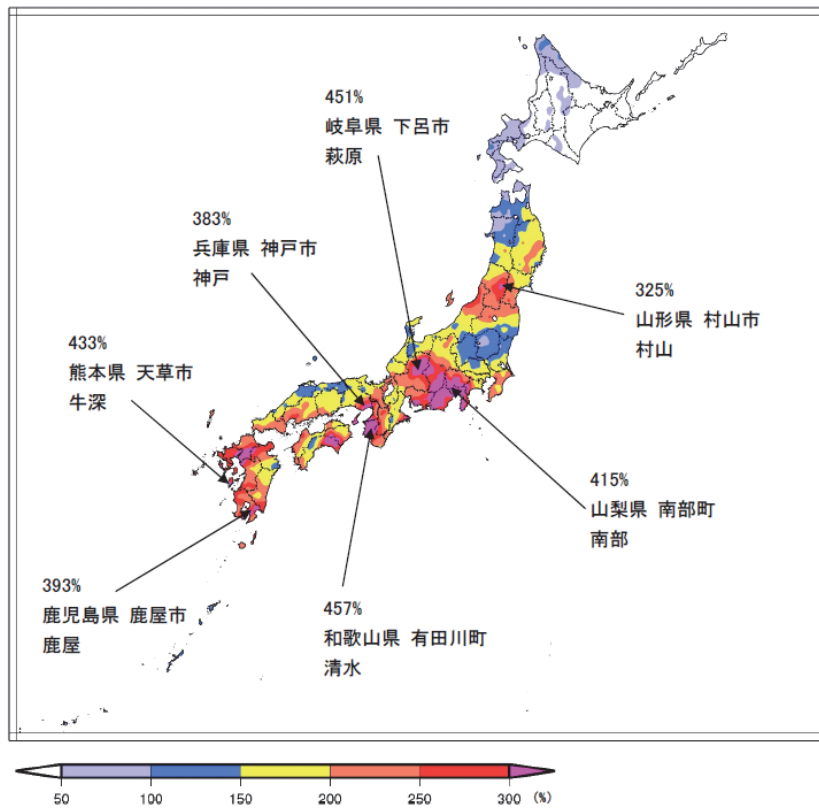 451%
岐阜県 下呂市
萩原
383%
兵庫県 神戸市
神戸
325%
山形県 村山市
村山
433%
熊本県 天草市
牛深
415%
山梨県 南部町
南部
393%
鹿児島県 鹿屋市
鹿屋
457%
和歌山県 有田川町
清水
50 100 150 200 250 300 (%)